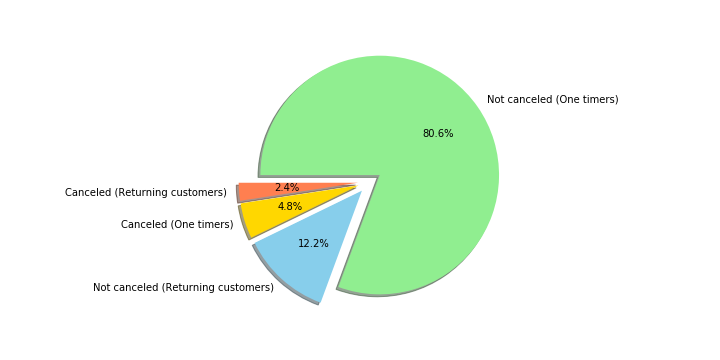 Not canceled (One timers)
80.6%
Canceled (Returning customers)
2.4%
Canceled (One timers)
4.8%
Not canceled (Returning customers)
12.2%